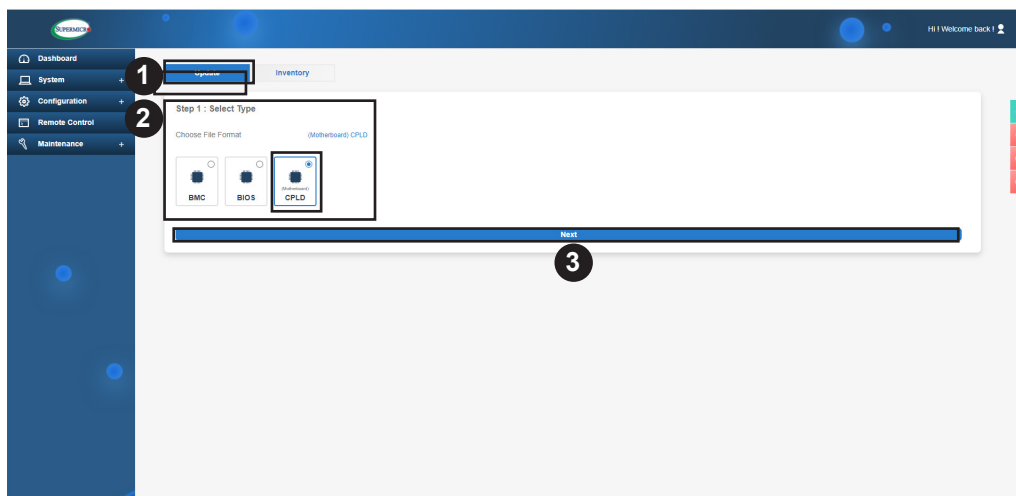 SUPERMICR
Hi ! Welcome back !
Dashboard
System +
Configuration +
Remote Control
Maintenance +
1
Update
Inventory
2
Step 1 : Select Type
Choose File Format
(Motherboard) CPLD
BMC
BIOS
(Motherboard)
CPLD
Next
3